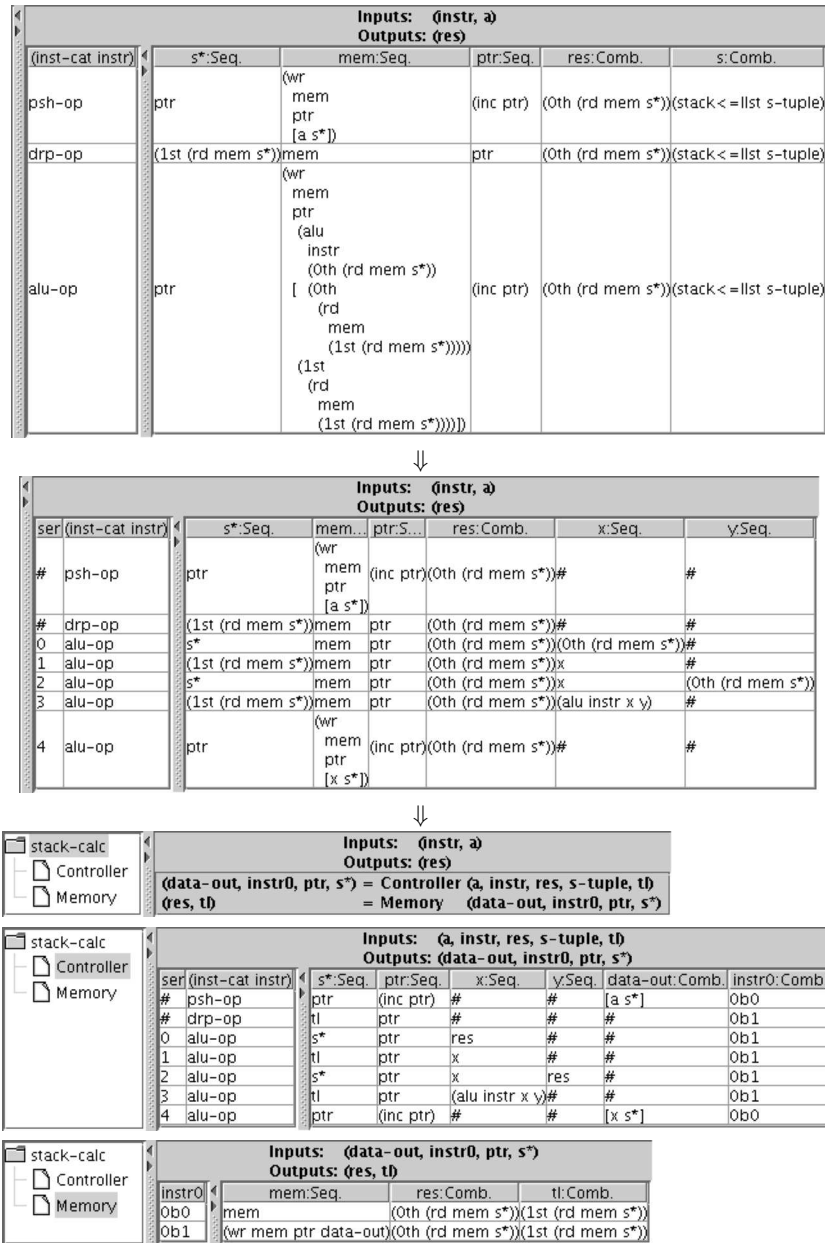 Inputs: (instr, a)
Outputs: (res)
(inst-cat instr) s*:Seq. mem:Seq. ptr:Seq. res:Comb. s:Comb.
psh-op ptr (wr mem ptr [a s*]) (inc ptr) (0th (rd mem s*)) (stack<=llst s-tuple)
drp-op (1st (rd mem s*)) mem ptr (0th (rd mem s*)) (stack<=llst s-tuple)
alu-op ptr (wr
mem
ptr
(alu
instr
(0th (rd mem s*))
[ (0th
(rd
mem
(1st (rd mem s*)))))
(1st
(rd
mem
(1st (rd mem s*))))]) (inc ptr) (0th (rd mem s*)) (stack<=llst s-tuple)
⇓
Inputs: (instr, a)
Outputs: (res)
ser (inst-cat instr) s*:Seq. mem... ptr:S... res:Comb. x:Seq. y:Seq.
# psh-op ptr (wr mem ptr [a s*]) (inc ptr) (0th (rd mem s*)) # #
# drp-op (1st (rd mem s*)) mem ptr (0th (rd mem s*)) # #
0 alu-op s* mem ptr (0th (rd mem s*)) (0th (rd mem s*)) #
1 alu-op (1st (rd mem s*)) mem ptr (0th (rd mem s*)) x #
2 alu-op s* mem ptr (0th (rd mem s*)) x (0th (rd mem s*))
3 alu-op (1st (rd mem s*)) mem ptr (0th (rd mem s*)) (alu instr x y) #
4 alu-op ptr (wr mem ptr [x s*]) (inc ptr) (0th (rd mem s*)) # #
⇓
stack-calc
Controller
Memory
Inputs: (instr, a)
Outputs: (res)
(data-out, instr0, ptr, s*) = Controller (a, instr, res, s-tuple, tl)
(res, tl) = Memory (data-out, instr0, ptr, s*)
stack-calc
Controller
Memory
Inputs: (a, instr, res, s-tuple, tl)
Outputs: (data-out, instr0, ptr, s*)
ser (inst-cat instr) s*:Seq. ptr:Seq. x:Seq. y:Seq. data-out:Comb. instr0:Comb
# psh-op ptr (inc ptr) # # [a s*] 0b0
# drp-op tl ptr # # # 0b1
0 alu-op s* ptr res # # 0b1
1 alu-op tl ptr x # # 0b1
2 alu-op s* ptr x res # 0b1
3 alu-op tl ptr (alu instr x y) # # 0b1
4 alu-op ptr (inc ptr) # # [x s*] 0b0
stack-calc
Controller
Memory
Inputs: (data-out, instr0, ptr, s*)
Outputs: (res, tl)
instr0 mem:Seq. res:Comb. tl:Comb.
0b0 mem (0th (rd mem s*)) (1st (rd mem s*))
0b1 (wr mem ptr data-out) (0th (rd mem s*)) (1st (rd mem s*))